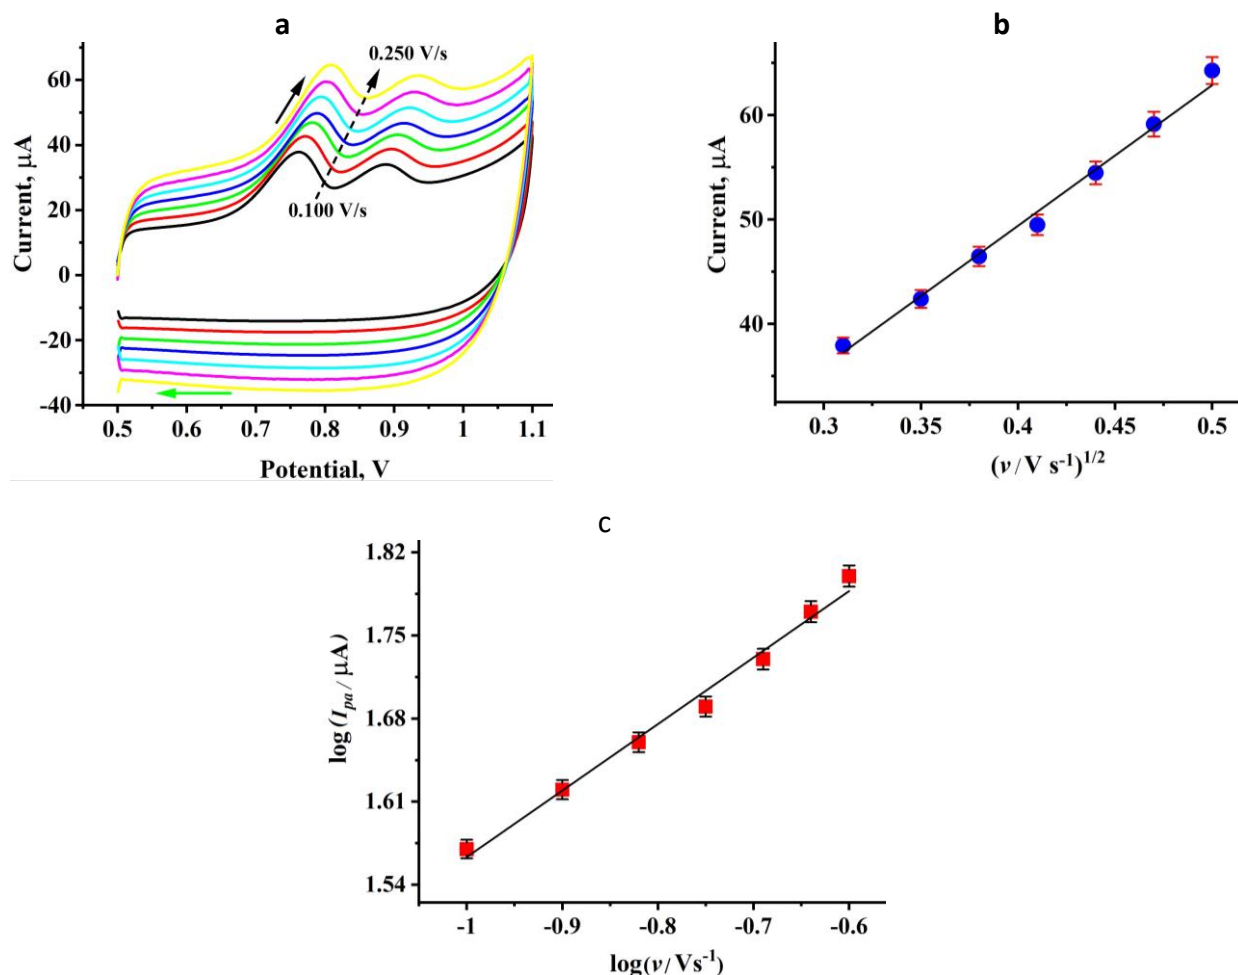 a
60
40
20
0
-20
-40
0.5 0.6 0.7 0.8 0.9 1 1.1
Current, µA
Potential, V
0.250 V/s
0.100 V/s
b
60
50
40
0.3 0.35 0.4 0.45 0.5
Current, µA
(ν/V s⁻¹)¹/²
c
1.82
1.75
1.68
1.61
1.54
-1 -0.9 -0.8 -0.7 -0.6
log (Ipa/ µA)
log(ν/Vs⁻¹)